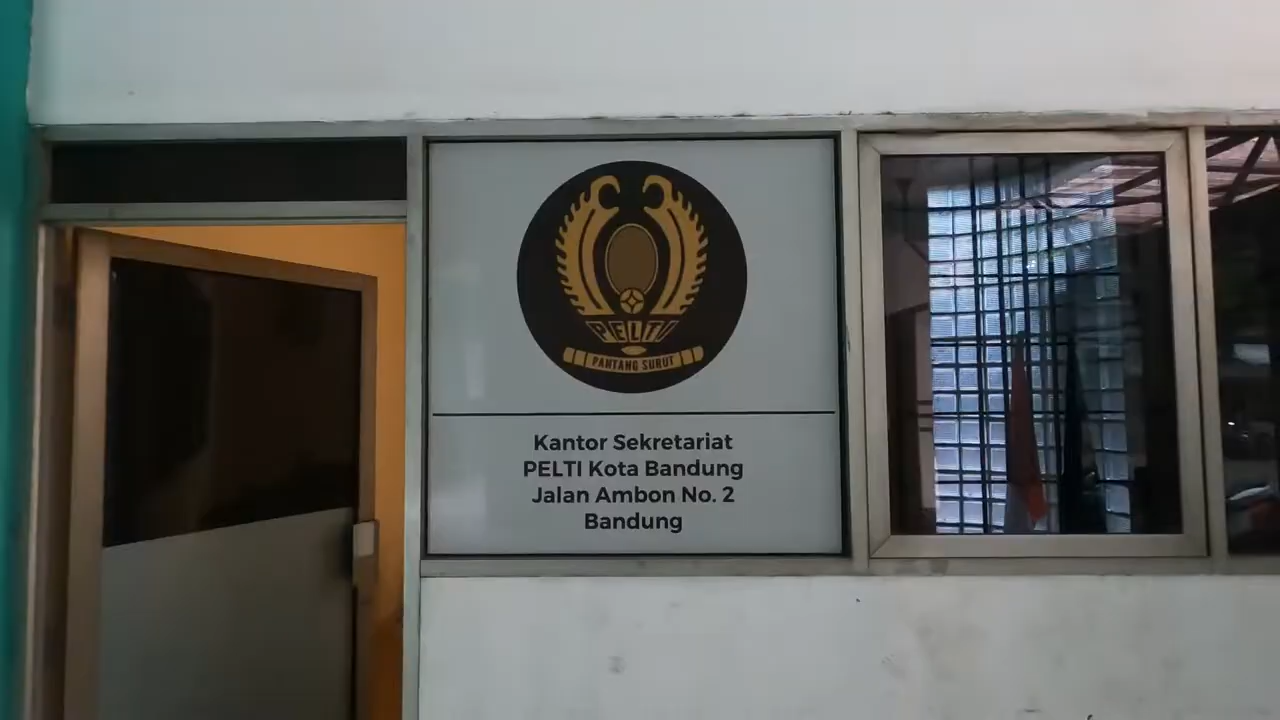 PELTI
PANTANG SURUT
Kantor Sekretariat
PELTI Kota Bandung
Jalan Ambon No. 2
Bandung